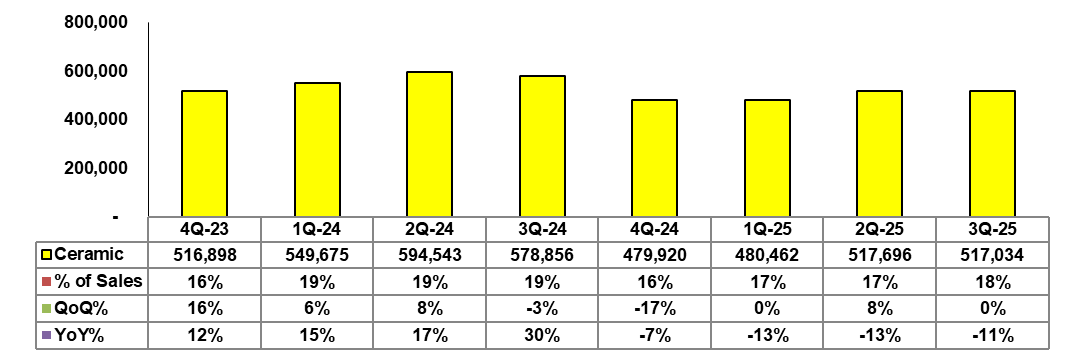 800,000
600,000
400,000
200,000
-
4Q-23 1Q-24 2Q-24 3Q-24 4Q-24 1Q-25 2Q-25 3Q-25
Ceramic 516,898 549,675 594,543 578,856 479,920 480,462 517,696 517,034
% of Sales 16% 19% 19% 19% 16% 17% 17% 18%
QoQ% 16% 6% 8% -3% -17% 0% 8% 0%
YoY% 12% 15% 17% 30% -7% -13% -13% -11%